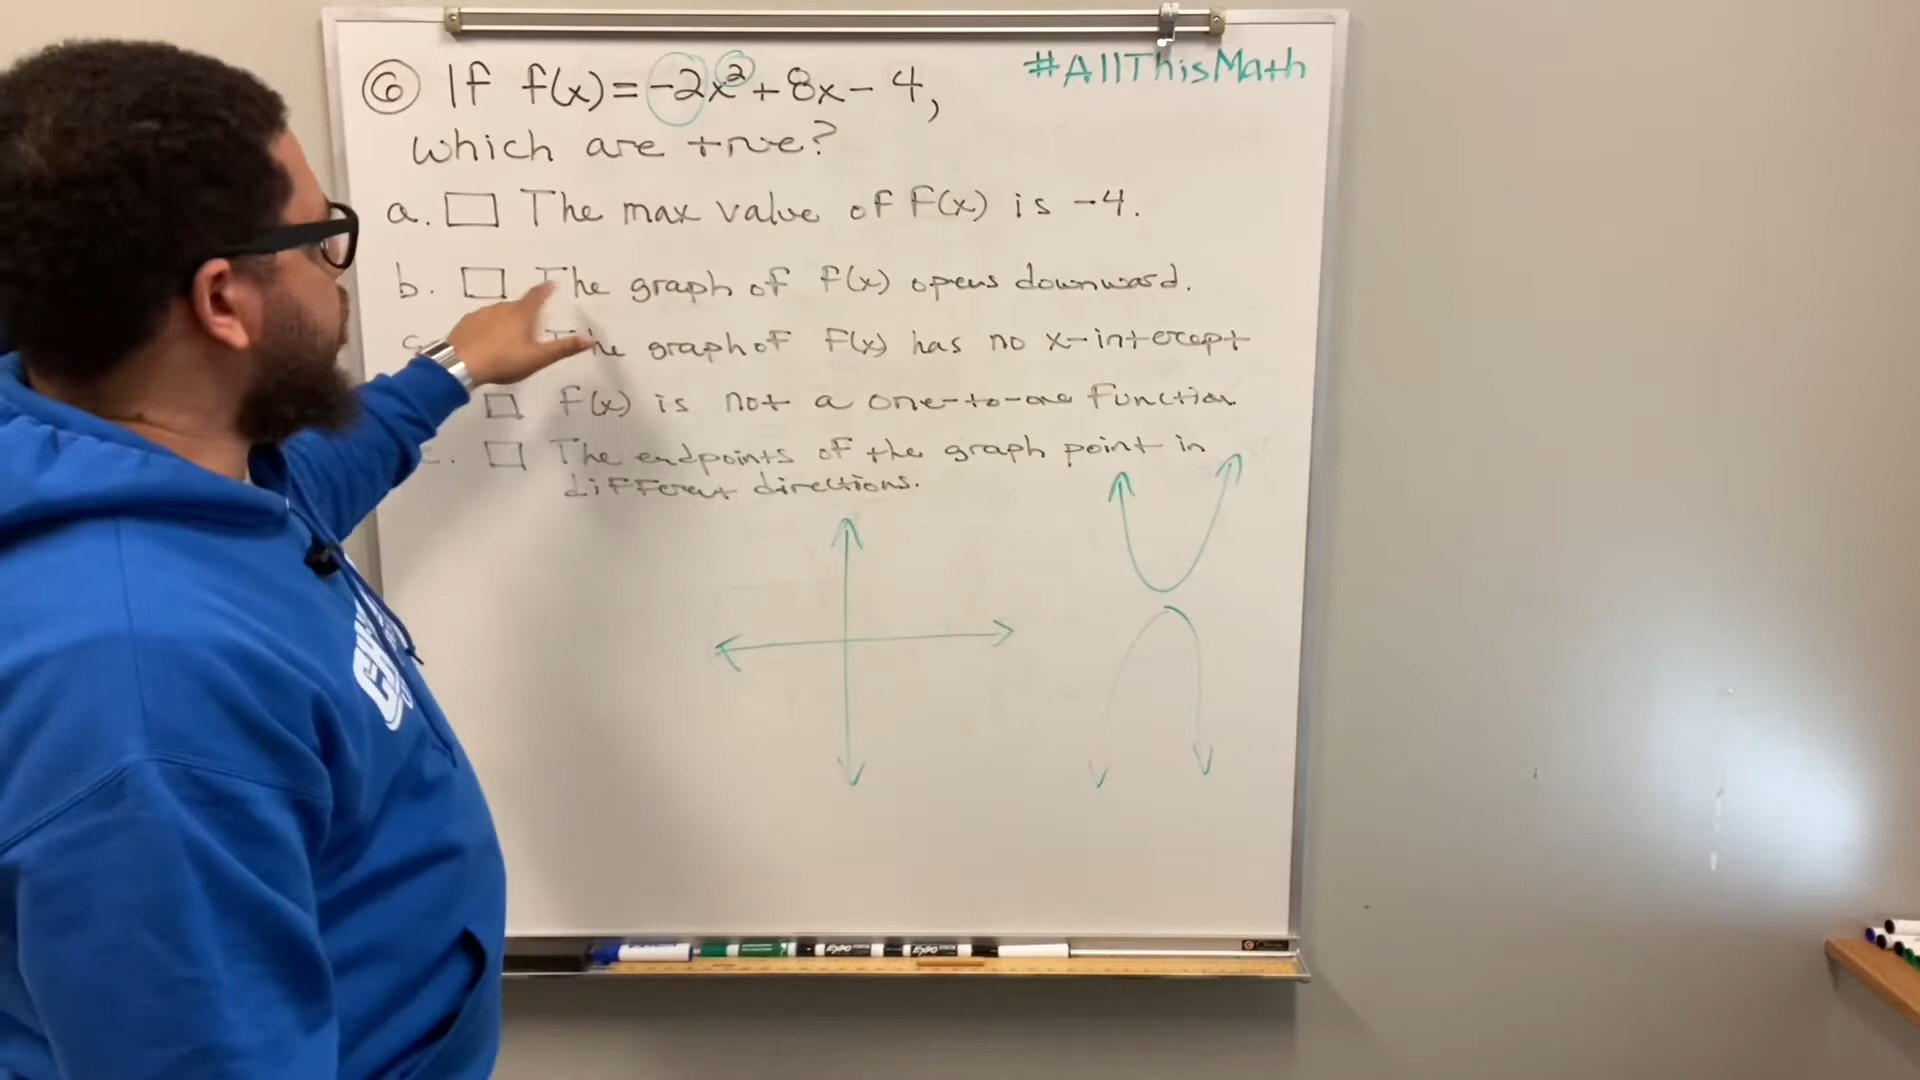 #AllThisMath
6 If f(x)=-2x²+8x-4,
which are true?
a. The max value of f(x) is -4.
b. The graph of f(x) opens downward.
c. The graph of f(x) has no x-intercept
f(x) is not a one-to-one function
The endpoints of the graph point in
different directions.
EXPO
EXPO